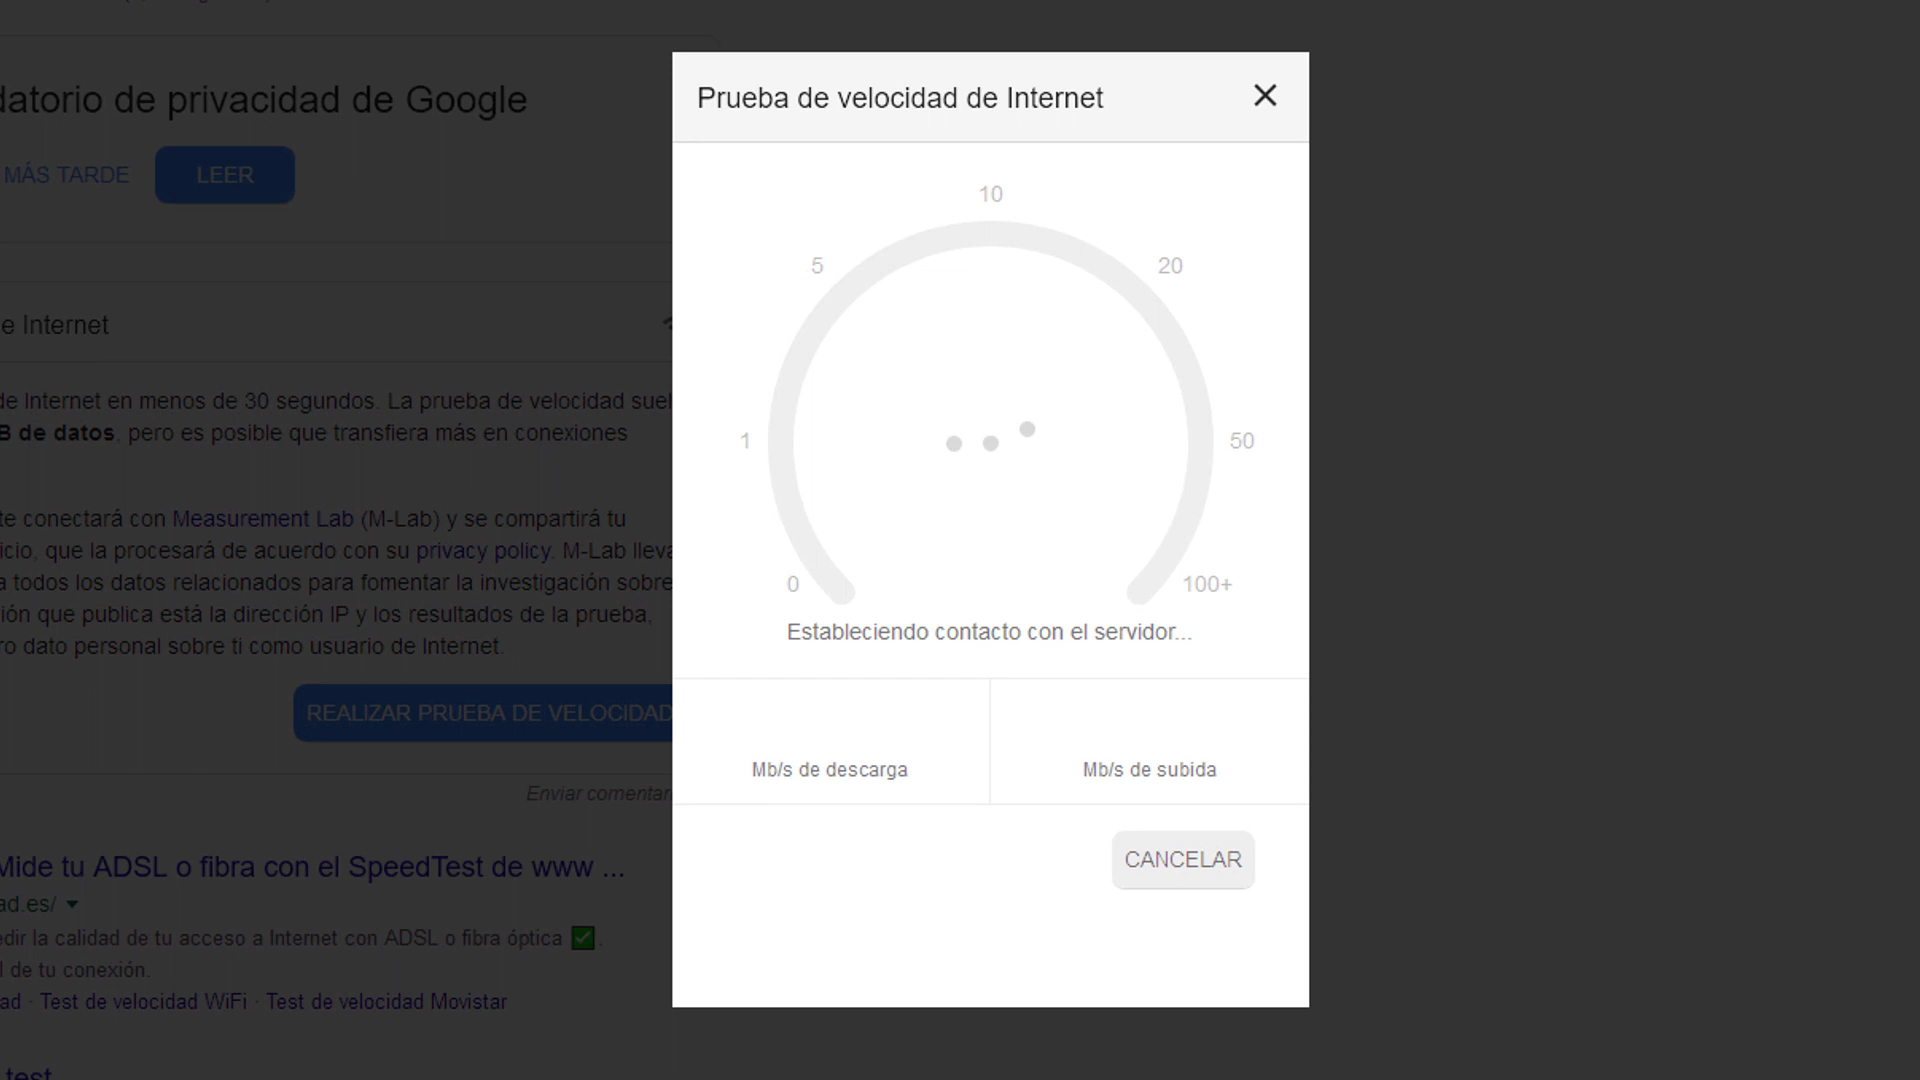 datorio de privacidad de Google
MÁS TARDE
LEER
e Internet
de Internet en menos de 30 segundos. La prueba de velocidad suel
B de datos, pero es posible que transfiera más en conexiones
te conectará con Measurement Lab (M-Lab) y se compartirá tu
icio, que la procesará de acuerdo con su privacy policy. M-Lab lleva
a todos los datos relacionados para fomentar la investigación sobre
ión que publica está la dirección IP y los resultados de la prueba,
ro dato personal sobre ti como usuario de Internet.
REALIZAR PRUEBA DE VELOCIDAD
Enviar comentar
Mide tu ADSL o fibra con el SpeedTest de www ...
ad.es/
edir la calidad de tu acceso a Internet con ADSL o fibra óptica ✅.
l de tu conexión.
ad · Test de velocidad WiFi · Test de velocidad Movistar
test
Prueba de velocidad de Internet
10
5
20
1
50
0
100+
Estableciendo contacto con el servidor...
Mb/s de descarga
Mb/s de subida
CANCELAR